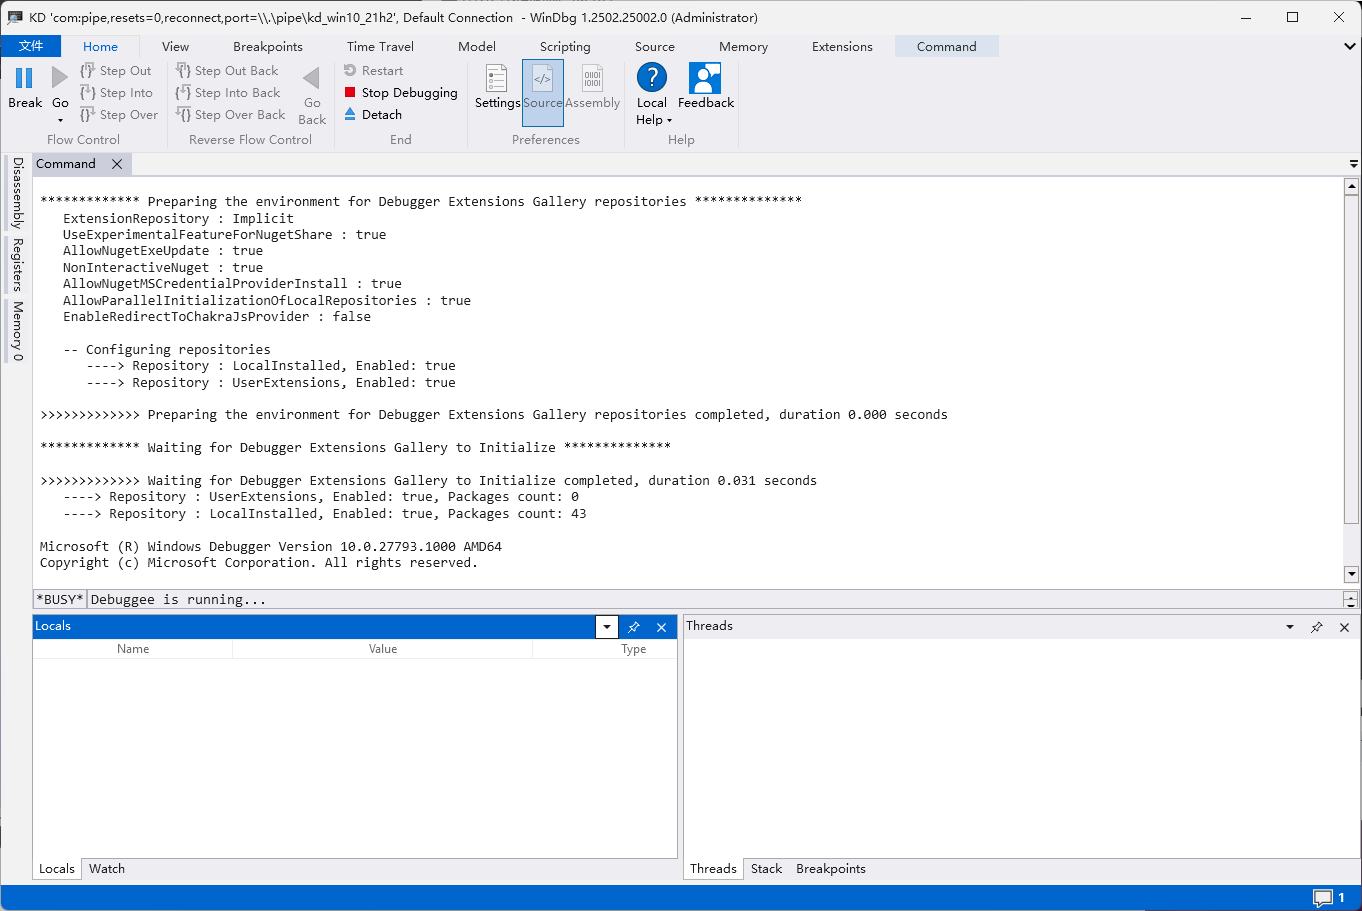 KD 'com:pipe,resets=0,reconnect,port=\\.\pipe\kd_win10_21h2', Default Connection - WinDbg 1.2502.25002.0 (Administrator)
文件 Home View Breakpoints Time Travel Model Scripting Source Memory Extensions Command
Break
Go
Step Out
Step Into
Step Over
Flow Control
Step Out Back
Step Into Back
Step Over Back
Go Back
Reverse Flow Control
Restart
Stop Debugging
Detach
End
Settings
Source
Assembly
Preferences
Local Help
Feedback
Help
Disassembly
Registers
Memory 0
Command
************* Preparing the environment for Debugger Extensions Gallery repositories **************
ExtensionRepository : Implicit
UseExperimentalFeatureForNugetShare : true
AllowNugetExeUpdate : true
NonInteractiveNuget : true
AllowNugetMSCredentialProviderInstall : true
AllowParallelInitializationOfLocalRepositories : true
EnableRedirectToChakraJsProvider : false
-- Configuring repositories
----> Repository : LocalInstalled, Enabled: true
----> Repository : UserExtensions, Enabled: true
>>>>>>>>>>>>> Preparing the environment for Debugger Extensions Gallery repositories completed, duration 0.000 seconds
************* Waiting for Debugger Extensions Gallery to Initialize **************
>>>>>>>>>>>>> Waiting for Debugger Extensions Gallery to Initialize completed, duration 0.031 seconds
----> Repository : UserExtensions, Enabled: true, Packages count: 0
----> Repository : LocalInstalled, Enabled: true, Packages count: 43
Microsoft (R) Windows Debugger Version 10.0.27793.1000 AMD64
Copyright (c) Microsoft Corporation. All rights reserved.
*BUSY* Debuggee is running...
Locals
Name Value Type
Locals Watch
Threads
Threads Stack Breakpoints
1